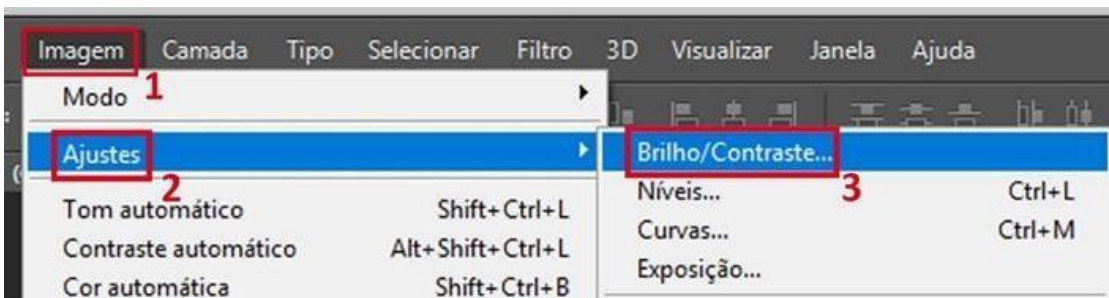 Imagem Camada Tipo Selecionar Filtro 3D Visualizar Janela Ajuda
1
Modo
Ajustes
2
Tom automático Shift+Ctrl+L
Contraste automático Alt+Shift+Ctrl+L
Cor automática Shift+Ctrl+B
Brilho/Contraste...
3
Níveis... Ctrl+L
Curvas... Ctrl+M
Exposição...